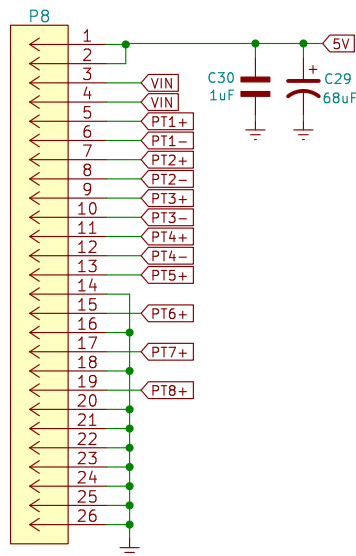 P8
1
5V
2
3
VIN
C30
1uF
+
C29
68uF
4
VIN
5
PT1+
6
PT1-
7
PT2+
8
PT2-
9
PT3+
10
PT3-
11
PT4+
12
PT4-
13
PT5+
14
15
PT6+
16
17
PT7+
18
19
PT8+
20
21
22
23
24
25
26